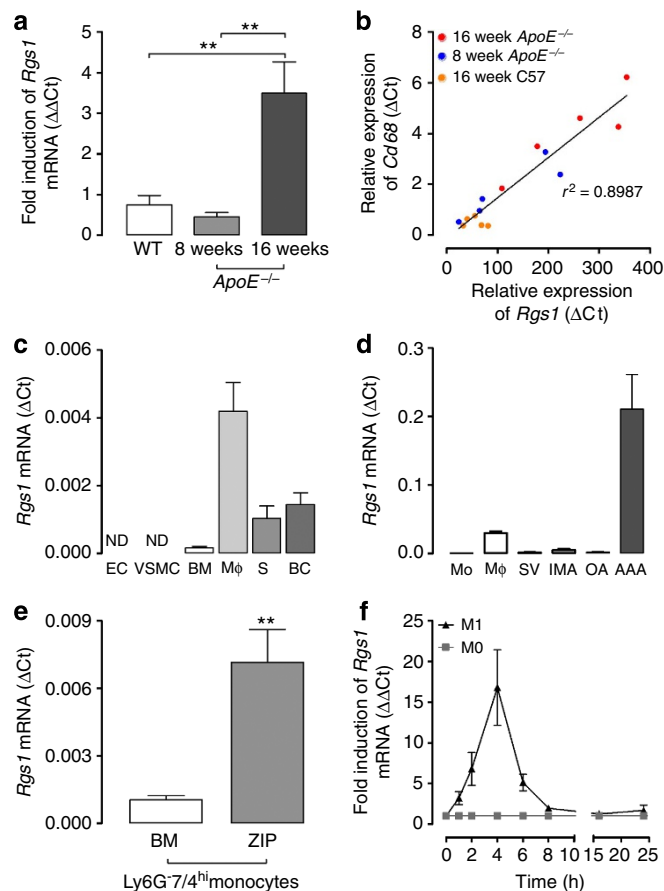 a
Fold induction of Rgs1
mRNA (ΔΔCt)
5
4
3
2
1
0
**
**
WT
8 weeks
16 weeks
ApoE⁻/⁻
b
16 week ApoE⁻/⁻
8 week ApoE⁻/⁻
16 week C57
Relative expression
of Cd68 (ΔCt)
8
6
4
2
0
r² = 0.8987
0
100
200
300
400
Relative expression
of Rgs1 (ΔCt)
c
Rgs1 mRNA (ΔCt)
0.006
0.004
0.002
0.000
ND
ND
EC
VSMC
BM
Mϕ
S
BC
d
Rgs1 mRNA (ΔCt)
0.3
0.2
0.1
0.0
Mo
Mϕ
SV
IMA
OA
AAA
e
Rgs1 mRNA (ΔCt)
0.009
0.006
0.003
0.000
**
BM
ZIP
Ly6G⁻7/4ʰⁱmonocytes
f
M1
M0
Fold induction of Rgs1
mRNA (ΔΔCt)
25
20
15
10
5
0
0
2
4
6
8
10
15
20
25
Time (h)